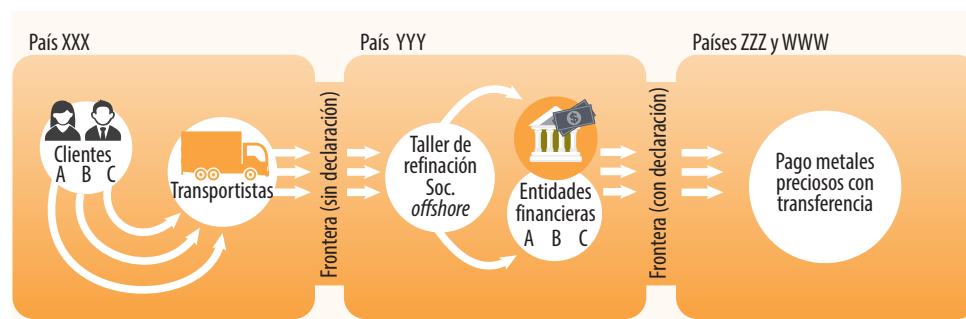 País XXX
País YYY
Países ZZZ y WWW
Clientes
A B C
Transportistas
Frontera (sin declaración)
Taller de
refinación
Soc.
offshore
$
Entidades
financieras
A B C
Frontera (con declaración)
Pago metales
preciosos con
transferencia